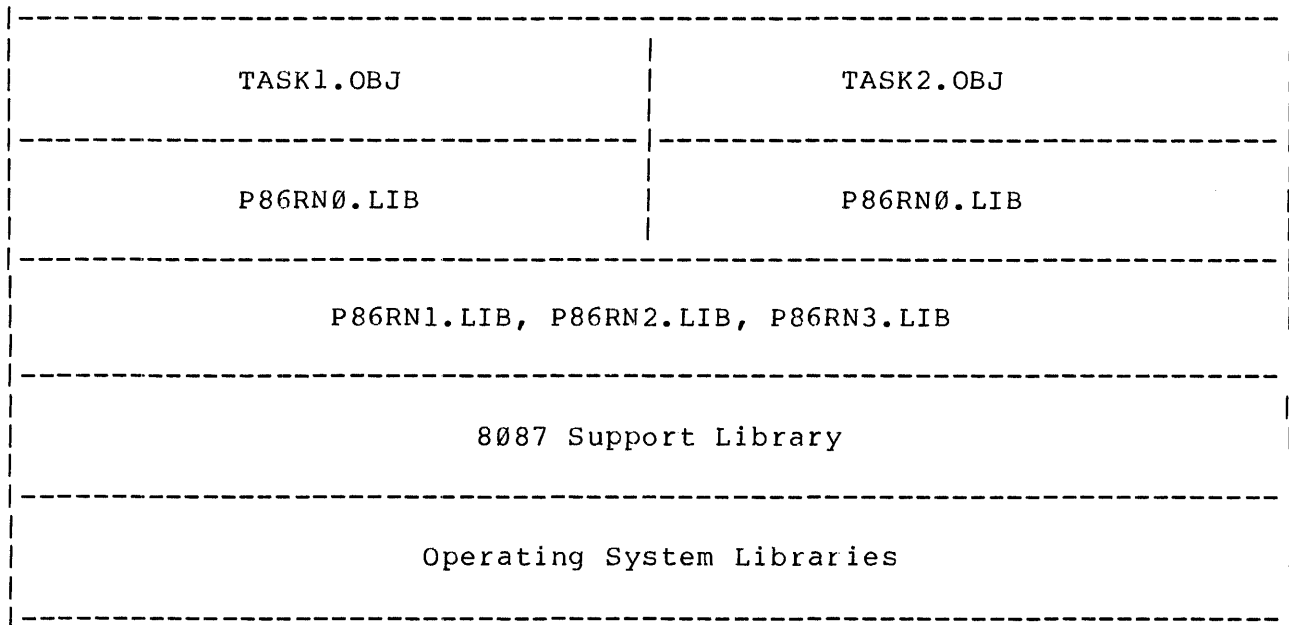 TASK1.OBJ TASK2.OBJ
P86RNØ.LIB P86RNØ.LIB
P86RN1.LIB, P86RN2.LIB, P86RN3.LIB
8Ø87 Support Library
Operating System Libraries